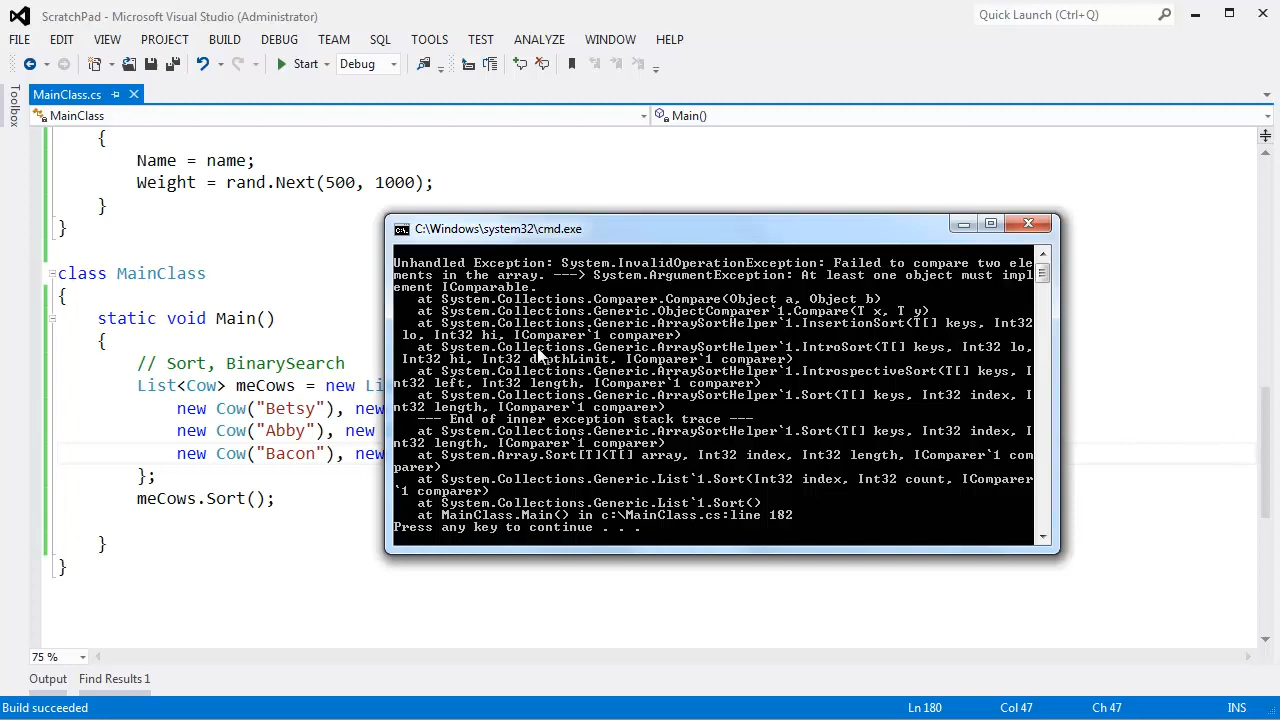 ScratchPad - Microsoft Visual Studio (Administrator)
Quick Launch (Ctrl+Q)
FILE EDIT VIEW PROJECT BUILD DEBUG TEAM SQL TOOLS TEST ANALYZE WINDOW HELP
Start Debug
Toolbox
MainClass.cs
MainClass
Main()
{
Name = name;
Weight = rand.Next(500, 1000);
}
}
class MainClass
{
static void Main()
{
// Sort, BinarySearch
List<Cow> meCows = new Li
new Cow("Betsy"), new
new Cow("Abby"), new
new Cow("Bacon"), new
};
meCows.Sort();
}
}
C:\Windows\system32\cmd.exe
Unhandled Exception: System.InvalidOperationException: Failed to compare two ele
ments in the array. ---> System.ArgumentException: At least one object must impl
ement IComparable.
at System.Collections.Comparer.Compare(Object a, Object b)
at System.Collections.Generic.ObjectComparer`1.Compare(T x, T y)
at System.Collections.Generic.ArraySortHelper`1.InsertionSort(T[] keys, Int32
lo, Int32 hi, IComparer`1 comparer)
at System.Collections.Generic.ArraySortHelper`1.IntroSort(T[] keys, Int32 lo,
Int32 hi, Int32 depthLimit, IComparer`1 comparer)
at System.Collections.Generic.ArraySortHelper`1.IntrospectiveSort(T[] keys, I
nt32 left, Int32 length, IComparer`1 comparer)
at System.Collections.Generic.ArraySortHelper`1.Sort(T[] keys, Int32 index, I
nt32 length, IComparer`1 comparer)
--- End of inner exception stack trace ---
at System.Collections.Generic.ArraySortHelper`1.Sort(T[] keys, Int32 index, I
nt32 length, IComparer`1 comparer)
at System.Array.Sort[T](T[] array, Int32 index, Int32 length, IComparer`1 com
parer)
at System.Collections.Generic.List`1.Sort(Int32 index, Int32 count, IComparer
`1 comparer)
at System.Collections.Generic.List`1.Sort()
at MainClass.Main() in c:\MainClass.cs:line 182
Press any key to continue . . .
75 %
Output Find Results 1
Build succeeded Ln 180 Col 47 Ch 47 INS